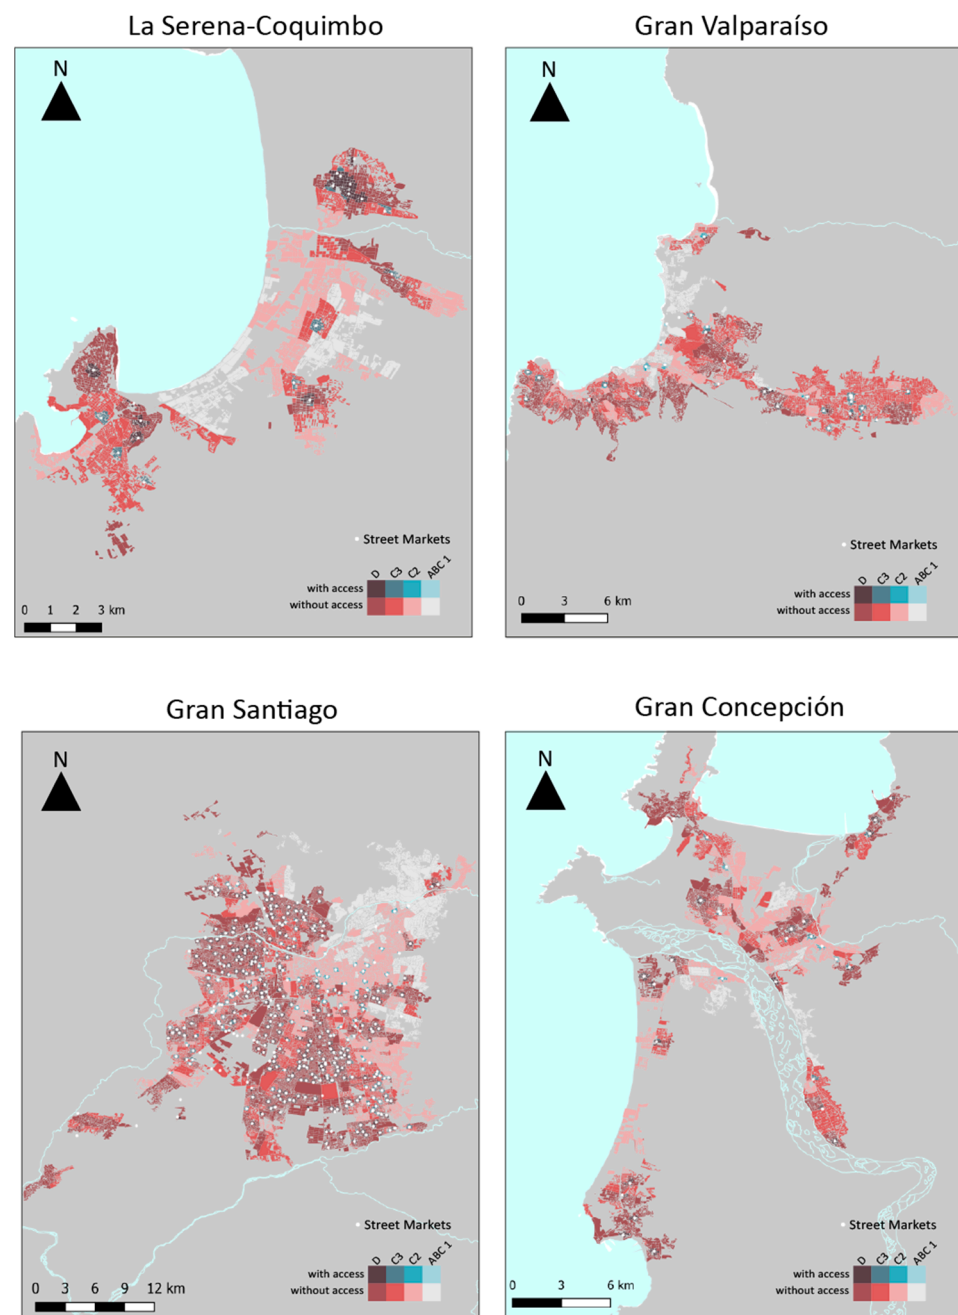 La Serena-Coquimbo
N
Street Markets
D C3 C2 ABC 1
with access
without access
0 1 2 3 km
Gran Valparaíso
N
Street Markets
D C3 C2 ABC 1
with access
without access
0 3 6 km
Gran Santiago
N
Street Markets
D C3 C2 ABC 1
with access
without access
0 3 6 9 12 km
Gran Concepción
N
Street Markets
D C3 C2 ABC 1
with access
without access
0 3 6 km